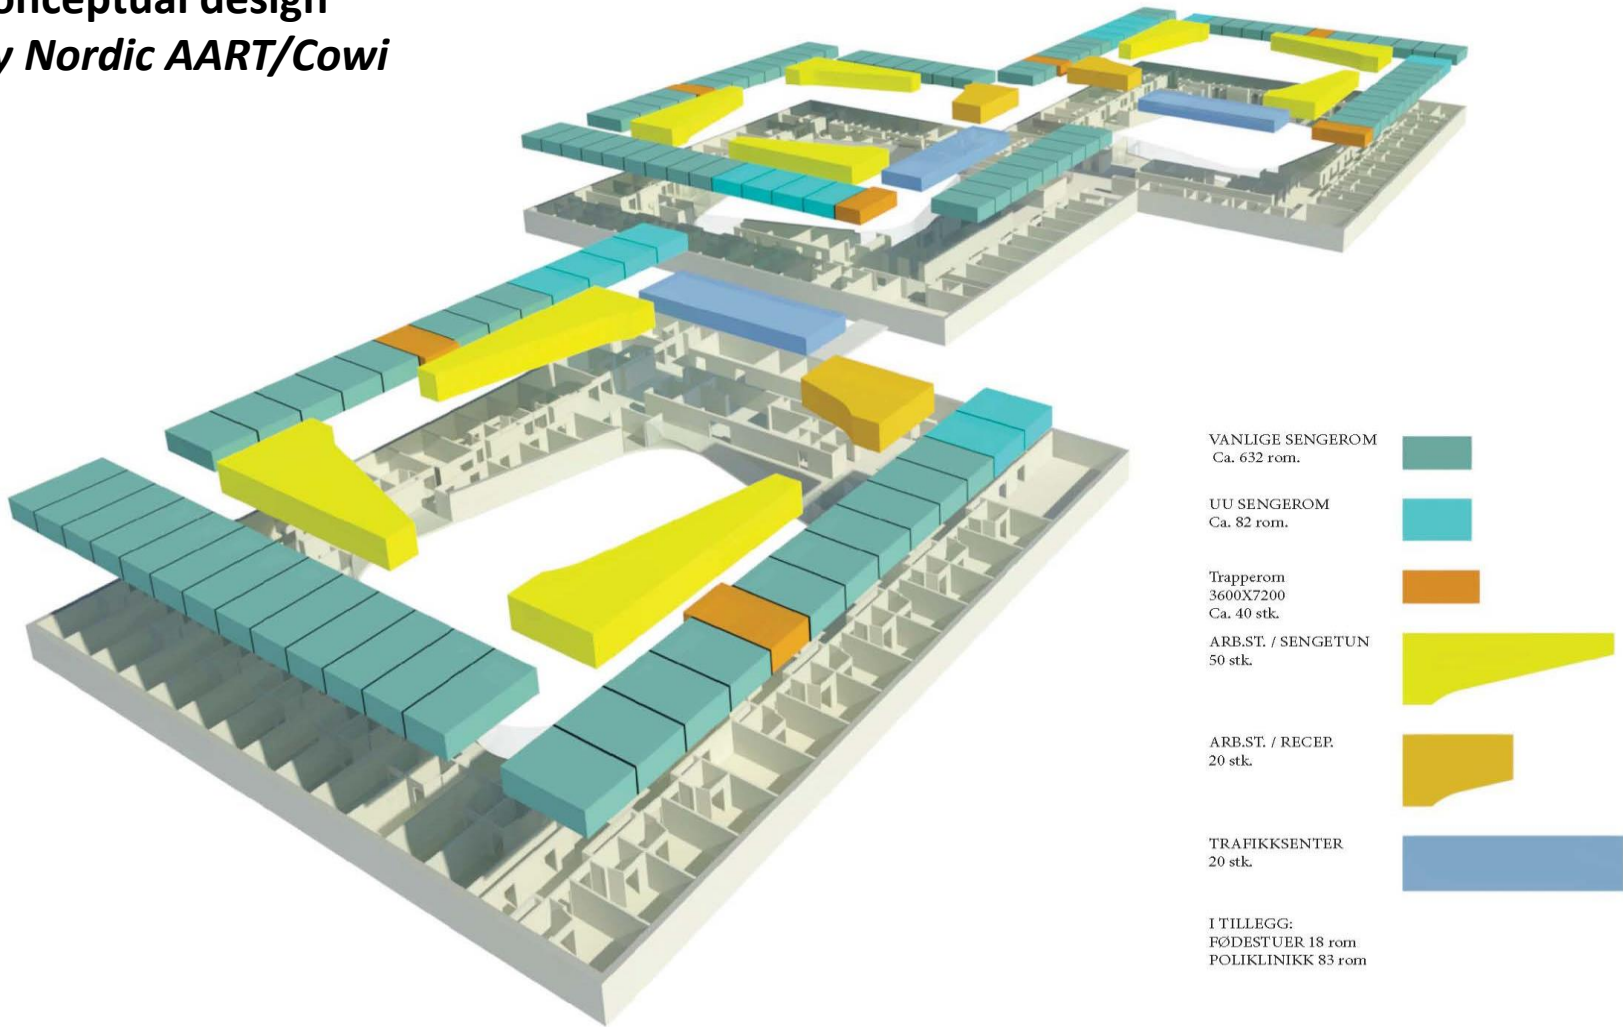 onceptual design
y Nordic AART/Cowi
VANLIGE SENGEROM
Ca. 632 rom.
UU SENGEROM
Ca. 82 rom.
Trapperom
3600X7200
Ca. 40 stk.
ARB.ST. / SENGETUN
50 stk.
ARB.ST. / RECEP.
20 stk.
TRAFIKKSENTER
20 stk.
I TILLEGG:
FØDESTUER 18 rom
POLIKLINIKK 83 rom